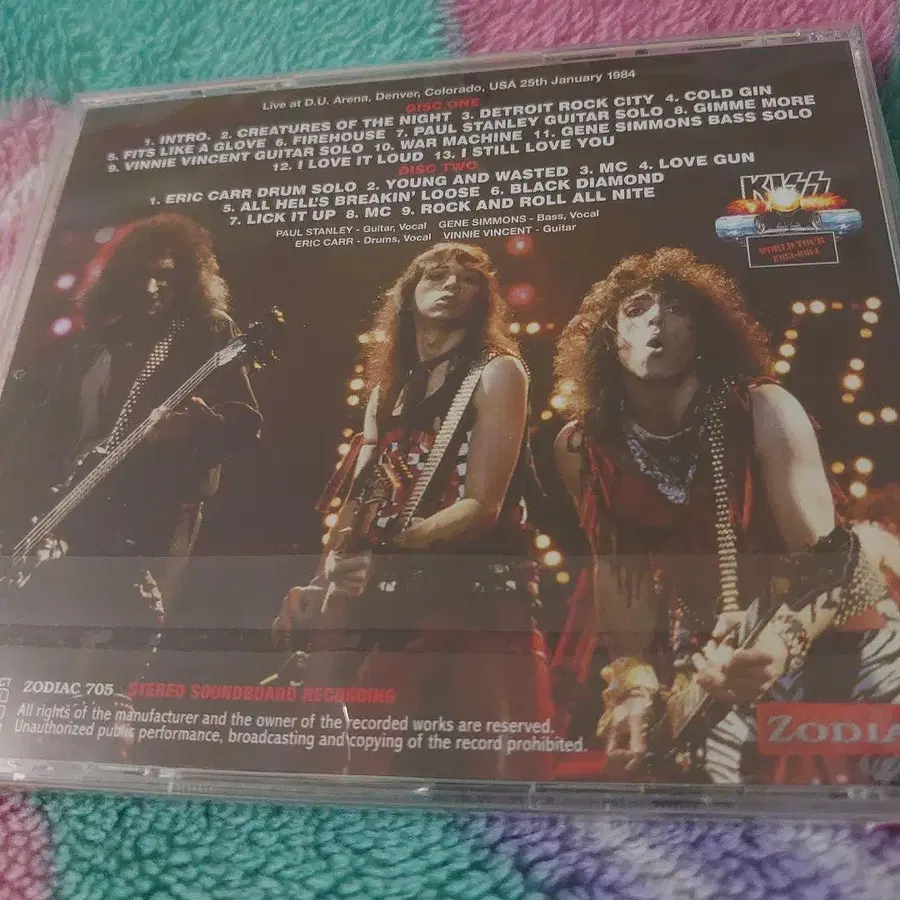 Live at D.U. Arena, Denver, Colorado, USA 25th January 1984
DISC ONE
1. INTRO. 2. CREATURES OF THE NIGHT 3. DETROIT ROCK CITY 4. COLD GIN
5. FITS LIKE A GLOVE 6. FIREHOUSE 7. PAUL STANLEY GUITAR SOLO 8. GIMME MORE
9. VINNIE VINCENT GUITAR SOLO 10. WAR MACHINE 11. GENE SIMMONS BASS SOLO
12. I LOVE IT LOUD 13. I STILL LOVE YOU
DISC TWO
1. ERIC CARR DRUM SOLO 2. YOUNG AND WASTED 3. MC 4. LOVE GUN
5. ALL HELL'S BREAKIN' LOOSE 6. BLACK DIAMOND
7. LICK IT UP 8. MC 9. ROCK AND ROLL ALL NITE
PAUL STANLEY - Guitar, Vocal GENE SIMMONS - Bass, Vocal
ERIC CARR - Drums, Vocal VINNIE VINCENT - Guitar
KISS
WORLD TOUR
1983-1984
CT
ZODIAC 705 STEREO SOUNDBOARD RECORDING
All rights of the manufacturer and the owner of the recorded works are reserved.
Unauthorized public performance, broadcasting and copying of the record prohibited.
ZODIA